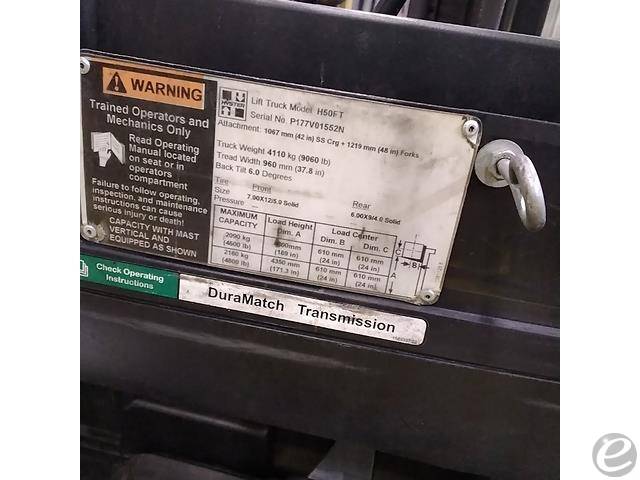 WARNING
Trained Operators and
Mechanics Only
Read Operating
Manual located
on seat or in
operators
compartment
Failure to follow operating,
inspection, and maintenance
instructions can cause
serious injury or death!
CAPACITY WITH MAST
VERTICAL AND
EQUIPPED AS SHOWN
Check Operating
Instructions
HYSTER
Lift Truck Model H50FT
Serial No. P177V01552N
Attachment: 1067 mm (42 in) SS Crg + 1219 mm (48 in) Forks
Truck Weight 4110 kg (9060 lb)
Tread Width 960 mm (37.8 in)
Back Tilt 6.0 Degrees
Tire Front Rear
Size 7.00X12/5.0 Solid 6.00X9/4.0 Solid
Pressure
MAXIMUM CAPACITY Load Height Dim. A Load Center Dim. B Dim. C
2090 kg (4600 lb) (189 in) 610 mm (24 in) 610 mm (24 in)
2180 kg (4800 lb) 4350 mm (171.3 in) 610 mm (24 in) 610 mm (24 in)
C
B
A
DuraMatch Transmission
e